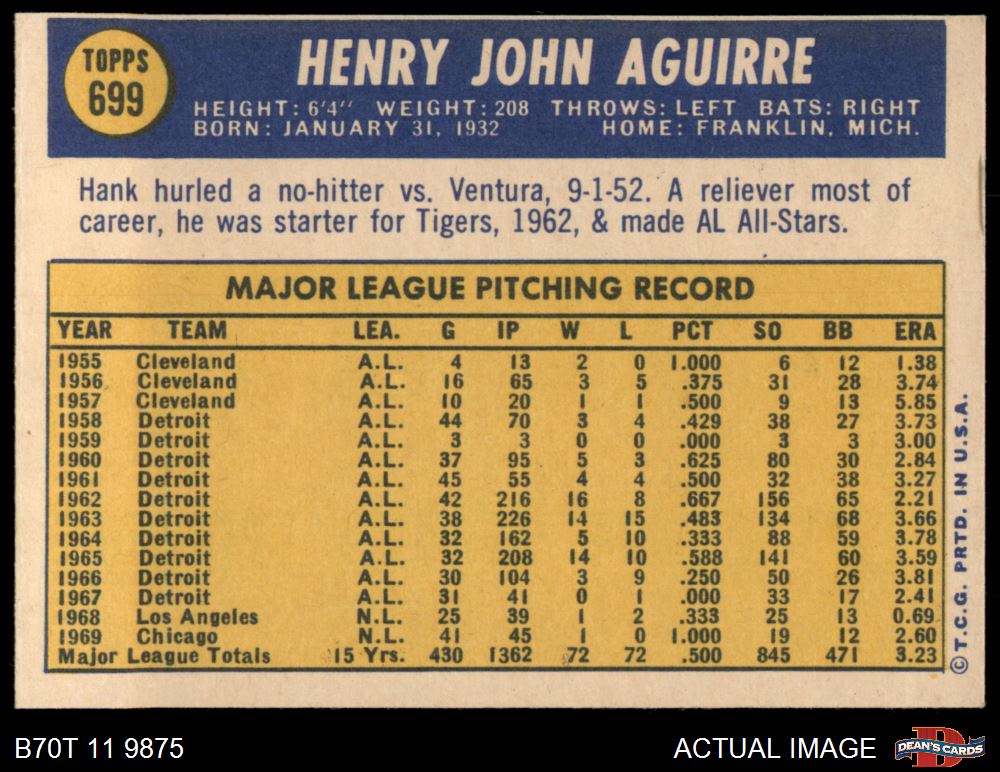 TOPPS
699
HENRY JOHN AGUIRRE
HEIGHT: 6'4" WEIGHT: 208 THROWS: LEFT BATS: RIGHT
BORN: JANUARY 31, 1932 HOME: FRANKLIN, MICH.
Hank hurled a no-hitter vs. Ventura, 9-1-52. A reliever most of
career, he was starter for Tigers, 1962, & made AL All-Stars.
MAJOR LEAGUE PITCHING RECORD
YEAR TEAM LEA. G IP W L PCT SO BB ERA
1955 Cleveland A.L. 4 13 2 0 1.000 6 12 1.38
1956 Cleveland A.L. 16 65 3 5 .375 31 28 3.74
1957 Cleveland A.L. 10 20 1 1 .500 9 13 5.85
1958 Detroit A.L. 44 70 3 4 .429 38 27 3.73
1959 Detroit A.L. 3 3 0 0 .000 3 3 3.00
1960 Detroit A.L. 37 95 5 3 .625 80 30 2.84
1961 Detroit A.L. 45 55 4 4 .500 32 38 3.27
1962 Detroit A.L. 42 216 16 8 .667 156 65 2.21
1963 Detroit A.L. 38 226 14 15 .483 134 68 3.66
1964 Detroit A.L. 32 162 5 10 .333 88 59 3.78
1965 Detroit A.L. 32 208 14 10 .588 141 60 3.59
1966 Detroit A.L. 30 104 3 9 .250 50 26 3.81
1967 Detroit A.L. 31 41 0 1 .000 33 17 2.41
1968 Los Angeles N.L. 25 39 1 2 .333 25 13 0.69
1969 Chicago N.L. 41 45 1 0 1.000 19 12 2.60
Major League Totals 15 Yrs. 430 1362 72 72 .500 845 471 3.23
© T.C.G. PRTD. IN U.S.A.
B70T 11 9875
ACTUAL IMAGE
DEAN'S CARDS